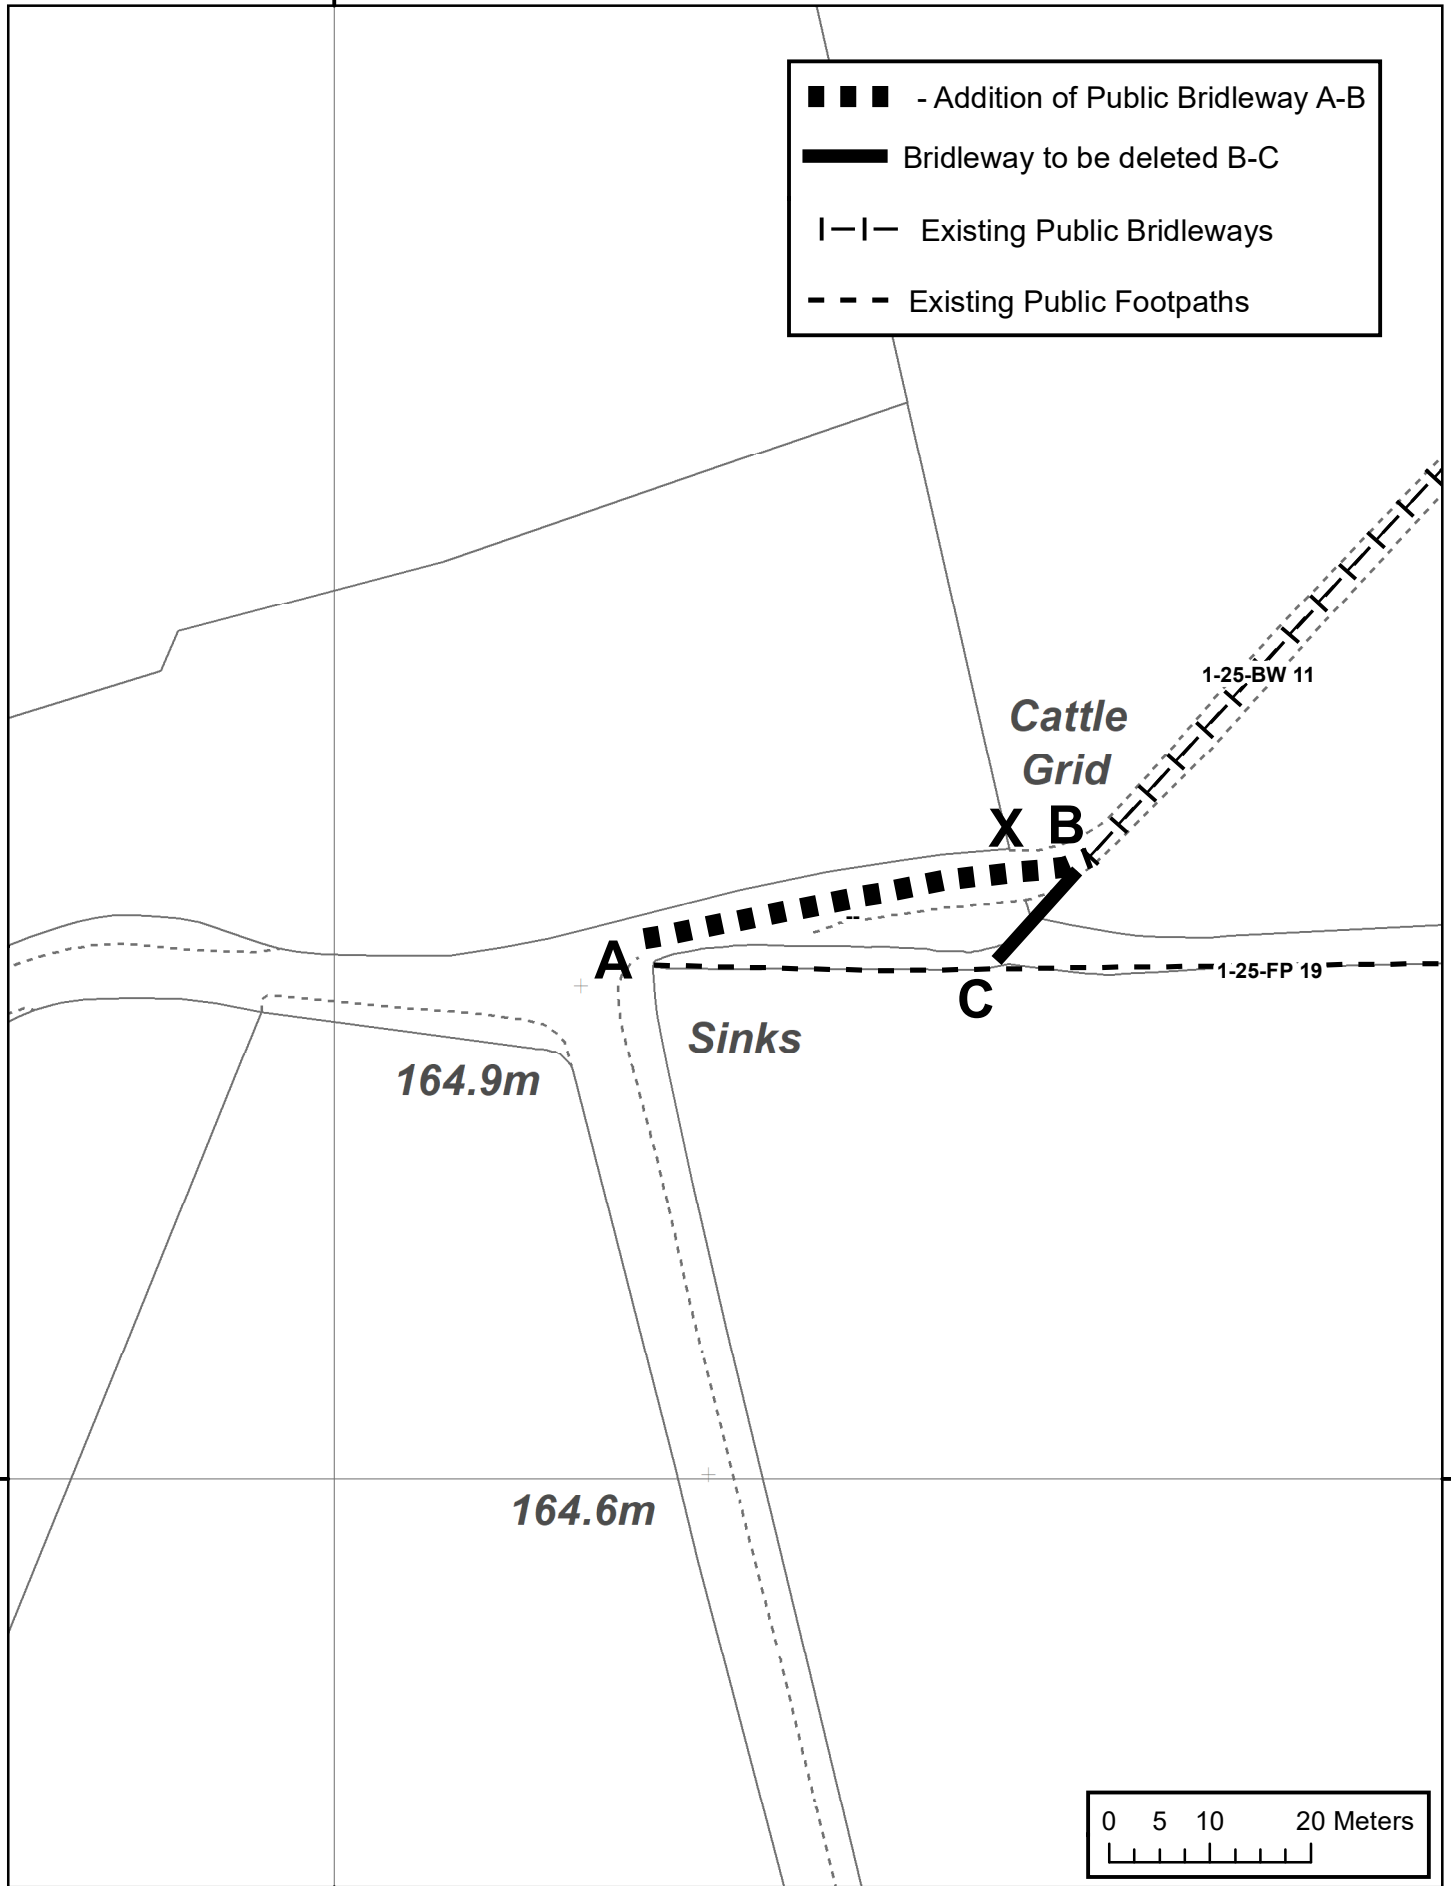 - Addition of Public Bridleway A-B
Bridleway to be deleted B-C
Existing Public Bridleways
Existing Public Footpaths
1-25-BW 11
Cattle
Grid
X B
A
1-25-FP 19
C
Sinks
164.9m
164.6m
0 5 10 20 Meters